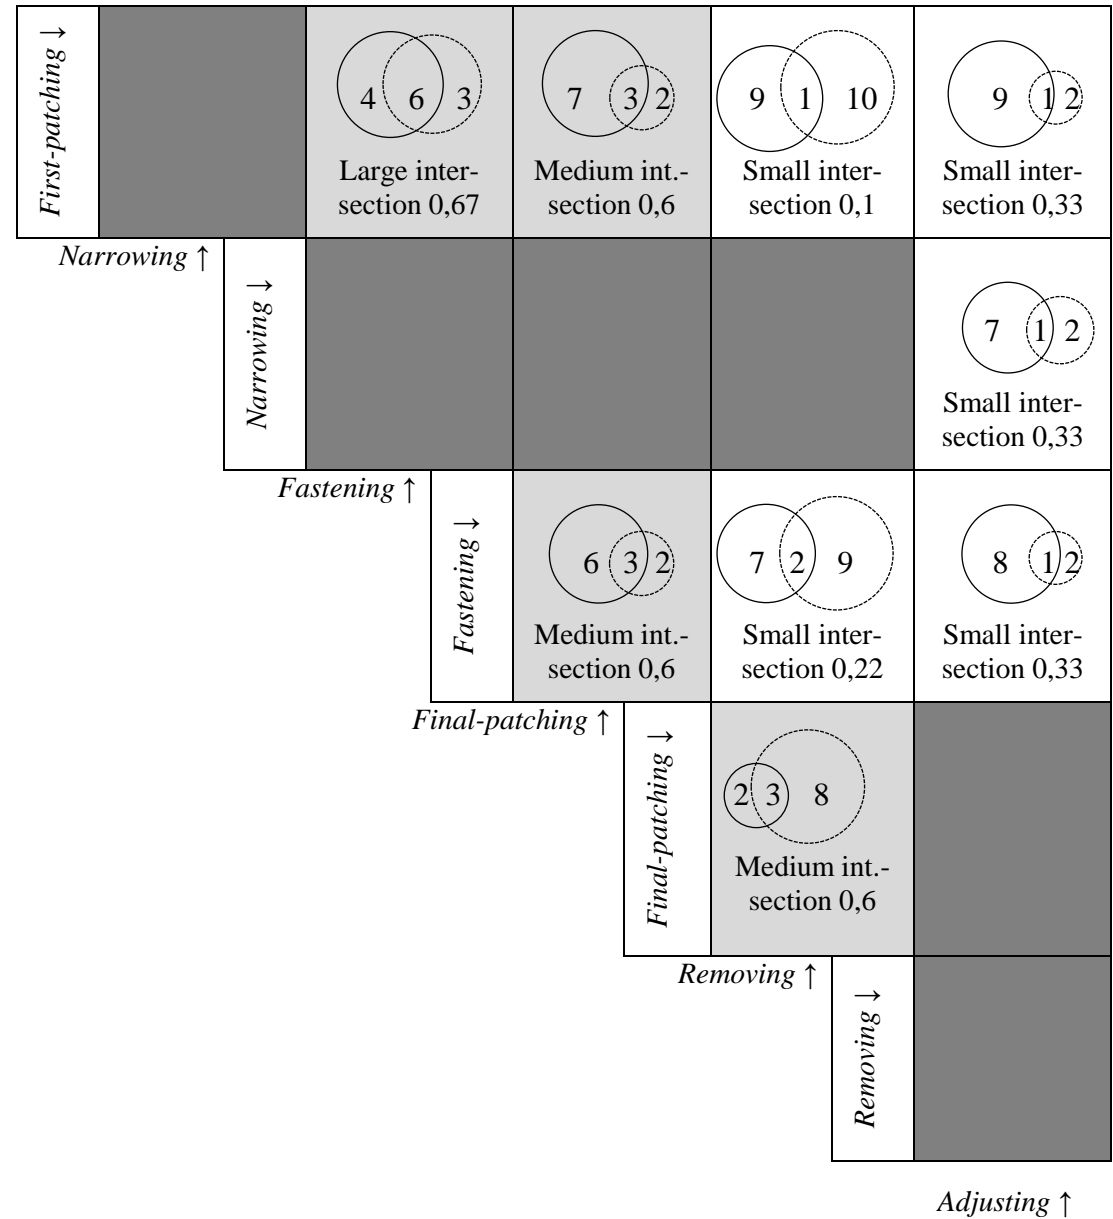 First-patching ↓
4 6 3
Large inter-
section 0,67
7 3 2
Medium int.-
section 0,6
9 1 10
Small inter-
section 0,1
9 1 2
Small inter-
section 0,33
Narrowing ↑
Narrowing ↓
7 1 2
Small inter-
section 0,33
Fastening ↑
Fastening ↓
6 3 2
Medium int.-
section 0,6
7 2 9
Small inter-
section 0,22
8 1 2
Small inter-
section 0,33
Final-patching ↑
Final-patching ↓
2 3 8
Medium int.-
section 0,6
Removing ↑
Removing ↓
Adjusting ↑